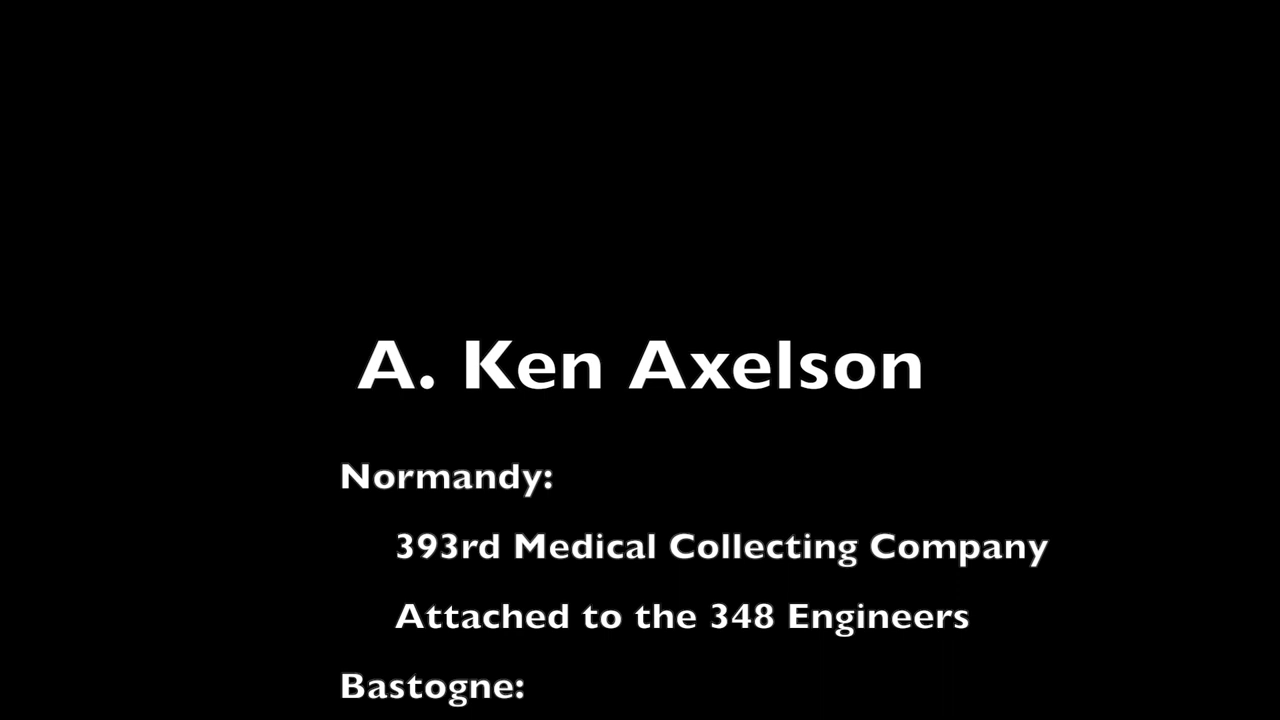 A. Ken Axelson
Normandy:
393rd Medical Collecting Company
Attached to the 348 Engineers
Bastogne: